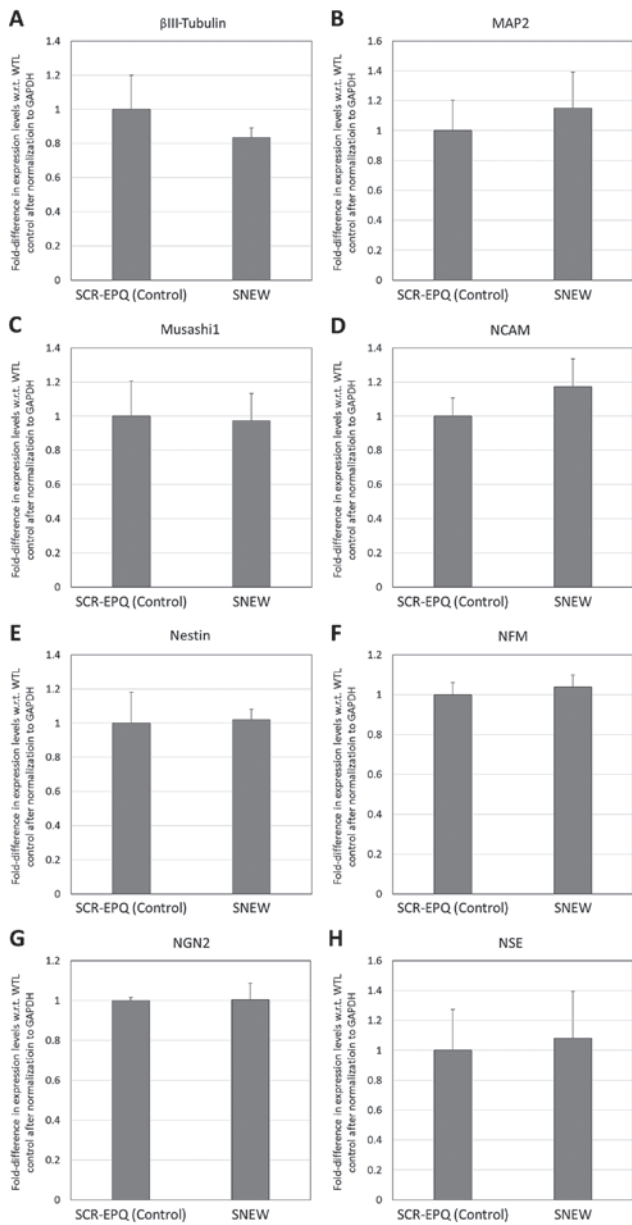 A
βIII-Tubulin
Fold-difference in expression levels w.r.t. WTL
control after normalizatioin to GAPDH
1.4
1.2
1
0.8
0.6
0.4
0.2
0
SCR-EPQ (Control)
SNEW
B
MAP2
Fold-difference in expression levels w.r.t. WTL
control after normalizatioin to GAPDH
1.6
1.4
1.2
1
0.8
0.6
0.4
0.2
0
SCR-EPQ (Control)
SNEW
C
Musashi1
Fold-difference in expression levels w.r.t. WTL
control after normalizatioin to GAPDH
1.4
1.2
1
0.8
0.6
0.4
0.2
0
SCR-EPQ (Control)
SNEW
D
NCAM
Fold-difference in expression levels w.r.t. WTL
control after normalizatioin to GAPDH
1.4
1.2
1
0.8
0.6
0.4
0.2
0
SCR-EPQ (Control)
SNEW
E
Nestin
Fold-difference in expression levels w.r.t. WTL
control after normalizatioin to GAPDH
1.4
1.2
1
0.8
0.6
0.4
0.2
0
SCR-EPQ (Control)
SNEW
F
NFM
Fold-difference in expression levels w.r.t. WTL
control after normalizatioin to GAPDH
1.2
1
0.8
0.6
0.4
0.2
0
SCR-EPQ (Control)
SNEW
G
NGN2
Fold-difference in expression levels w.r.t. WTL
control after normalizatioin to GAPDH
1.2
1
0.8
0.6
0.4
0.2
0
SCR-EPQ (Control)
SNEW
H
NSE
Fold-difference in expression levels w.r.t. WTL
control after normalizatioin to GAPDH
1.6
1.4
1.2
1
0.8
0.6
0.4
0.2
0
SCR-EPQ (Control)
SNEW